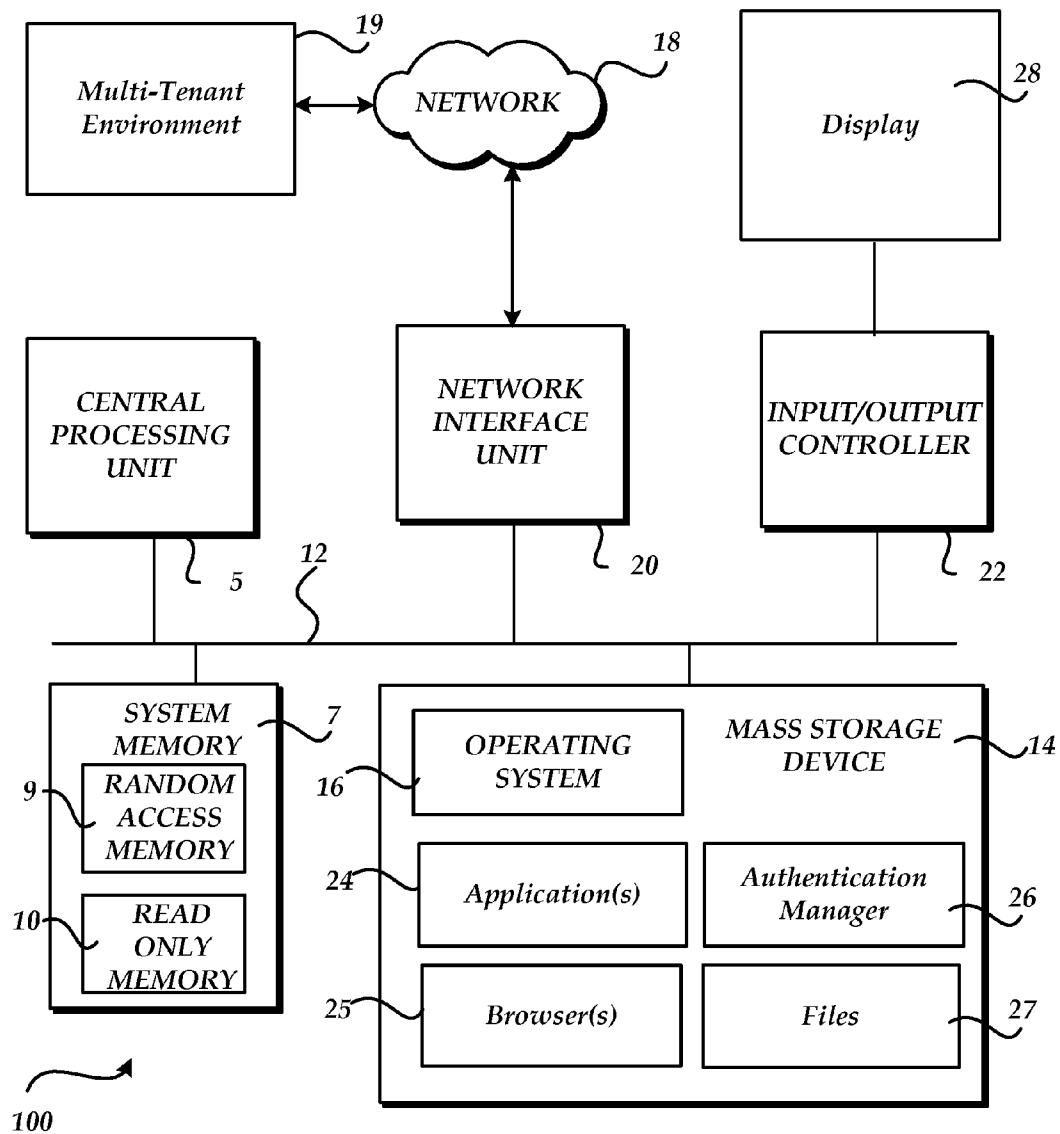 19
18
Multi-Tenant
Environment
NETWORK
28
Display
CENTRAL
PROCESSING
UNIT
NETWORK
INTERFACE
UNIT
INPUT/OUTPUT
CONTROLLER
5
12
20
22
SYSTEM
MEMORY
7
RANDOM
ACCESS
MEMORY
9
READ
ONLY
MEMORY
10
OPERATING
SYSTEM
16
MASS STORAGE
DEVICE
14
24
Application(s)
Authentication
Manager
26
25
Browser(s)
Files
27
100